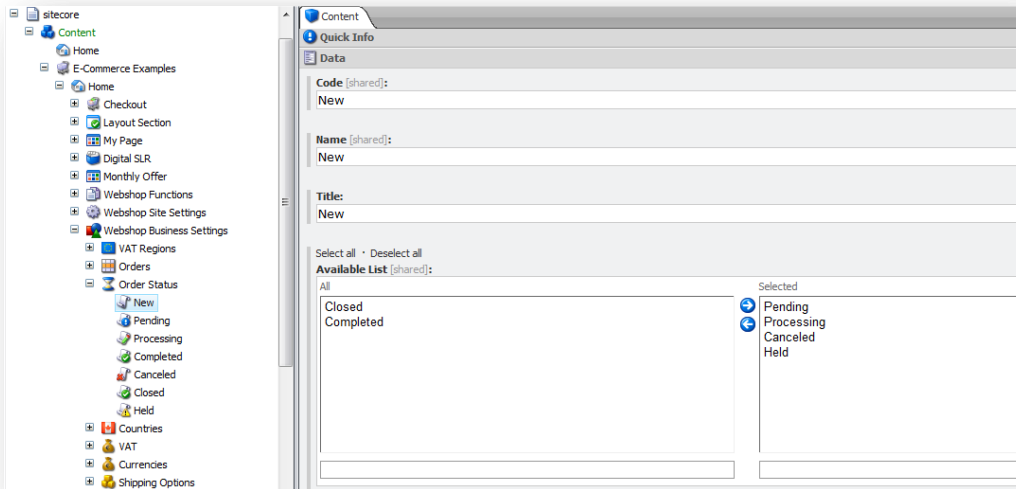 sitecore
Content
Home
E-Commerce Examples
Home
Checkout
Layout Section
My Page
Digital SLR
Monthly Offer
Webshop Functions
Webshop Site Settings
Webshop Business Settings
VAT Regions
Orders
Order Status
New
Pending
Processing
Completed
Canceled
Closed
Held
Countries
VAT
Currencies
Shipping Options
Content
Quick Info
Data
Code [shared]:
New
Name [shared]:
New
Title:
New
Select all · Deselect all
Available List [shared]:
All
Closed
Completed
Selected
Pending
Processing
Canceled
Held